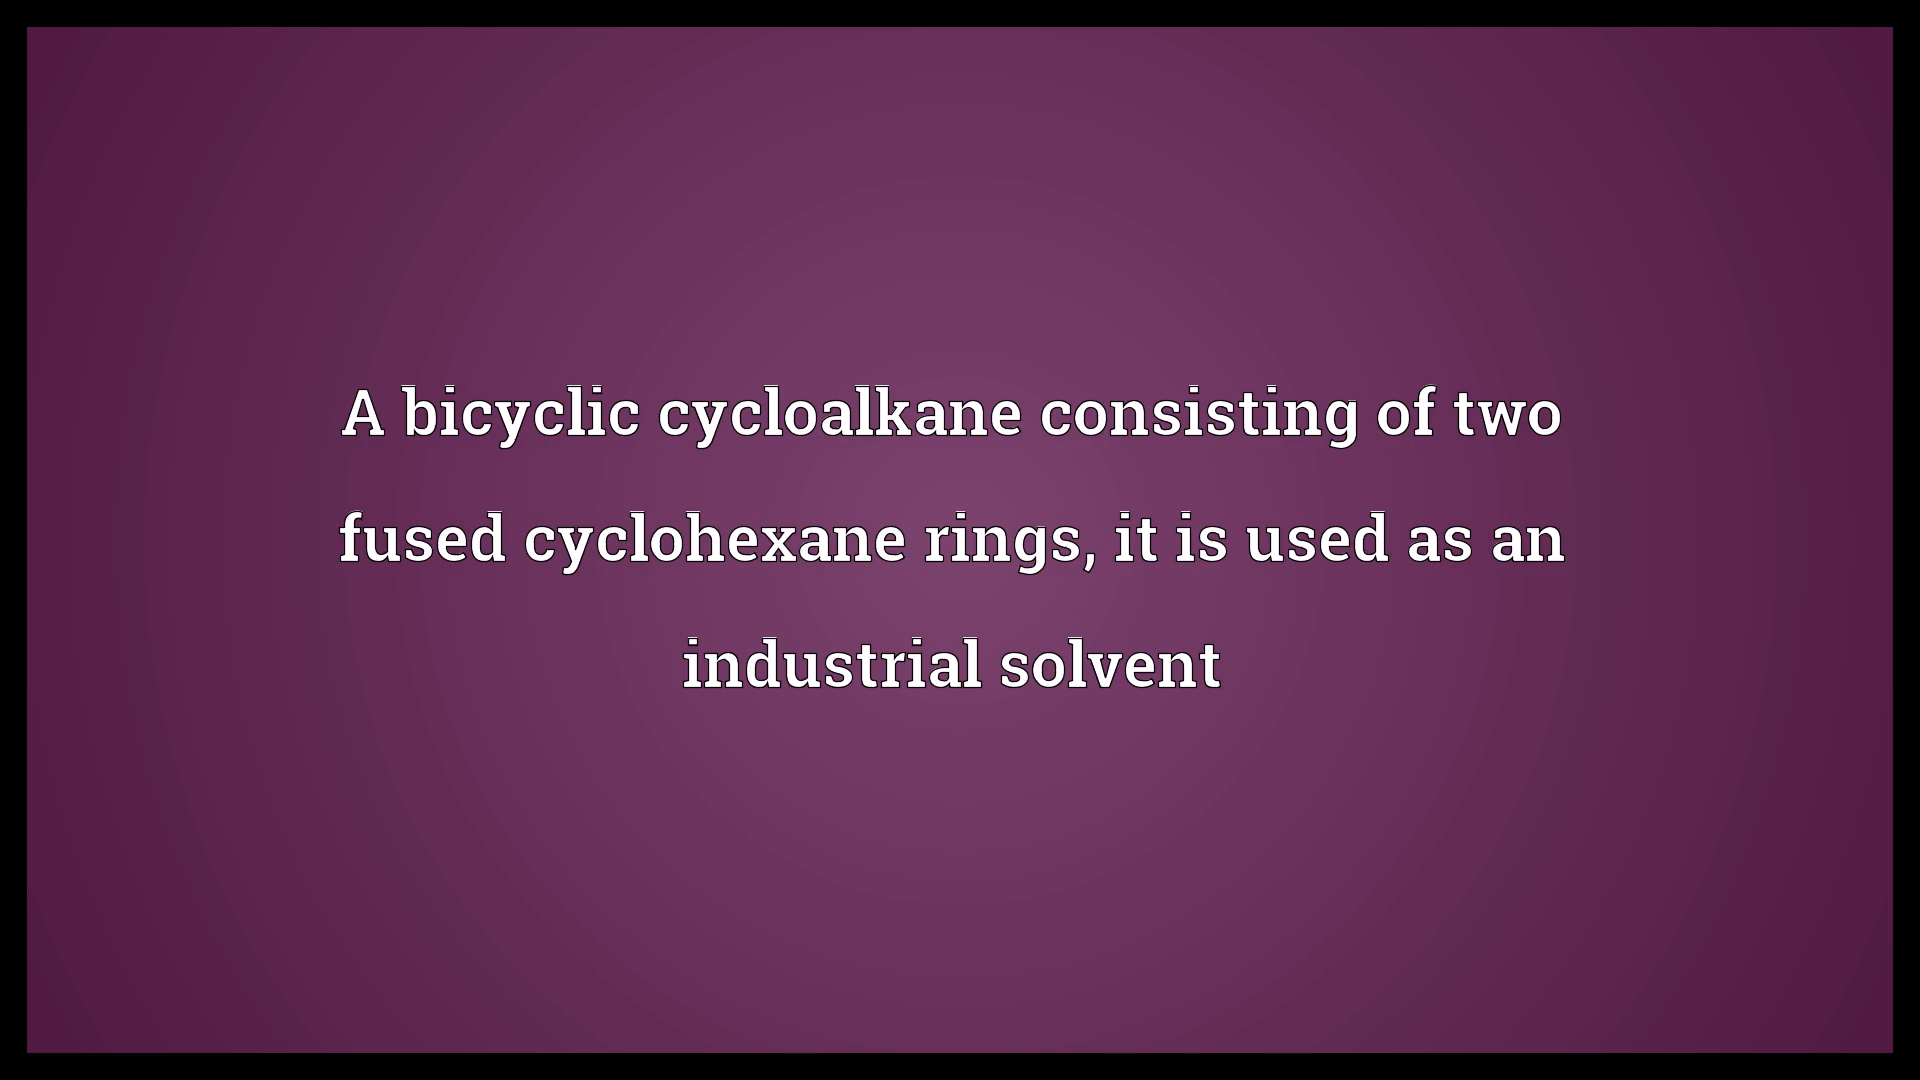 A bicyclic cycloalkane consisting of two
fused cyclohexane rings, it is used as an
industrial solvent